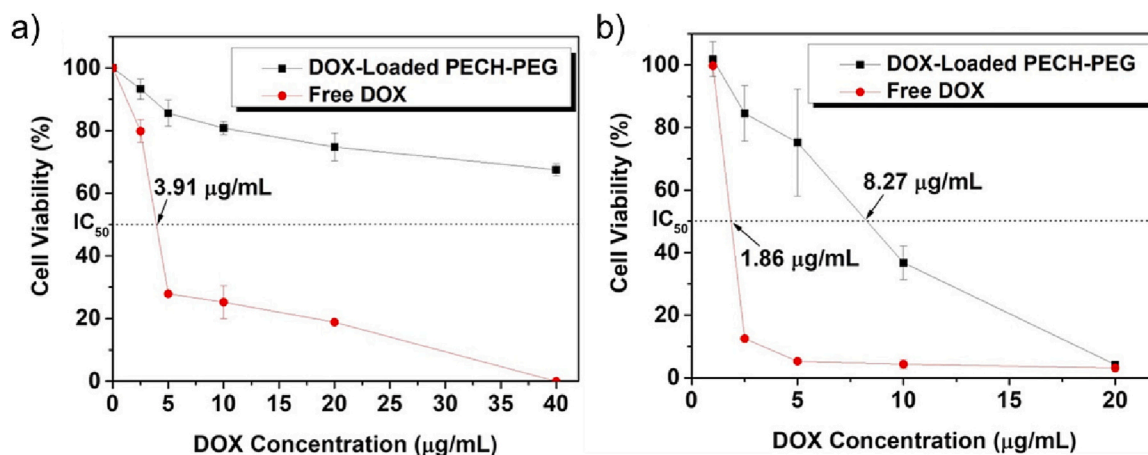 a)
DOX-Loaded PECH-PEG
Free DOX
100
80
60
IC50
40
20
0
Cell Viability (%)
3.91 μg/mL
0 5 10 15 20 25 30 35 40
DOX Concentration (μg/mL)
b)
DOX-Loaded PECH-PEG
Free DOX
100
80
60
IC50
40
20
0
Cell Viability (%)
8.27 μg/mL
1.86 μg/mL
0 5 10 15 20
DOX Concentration (μg/mL)